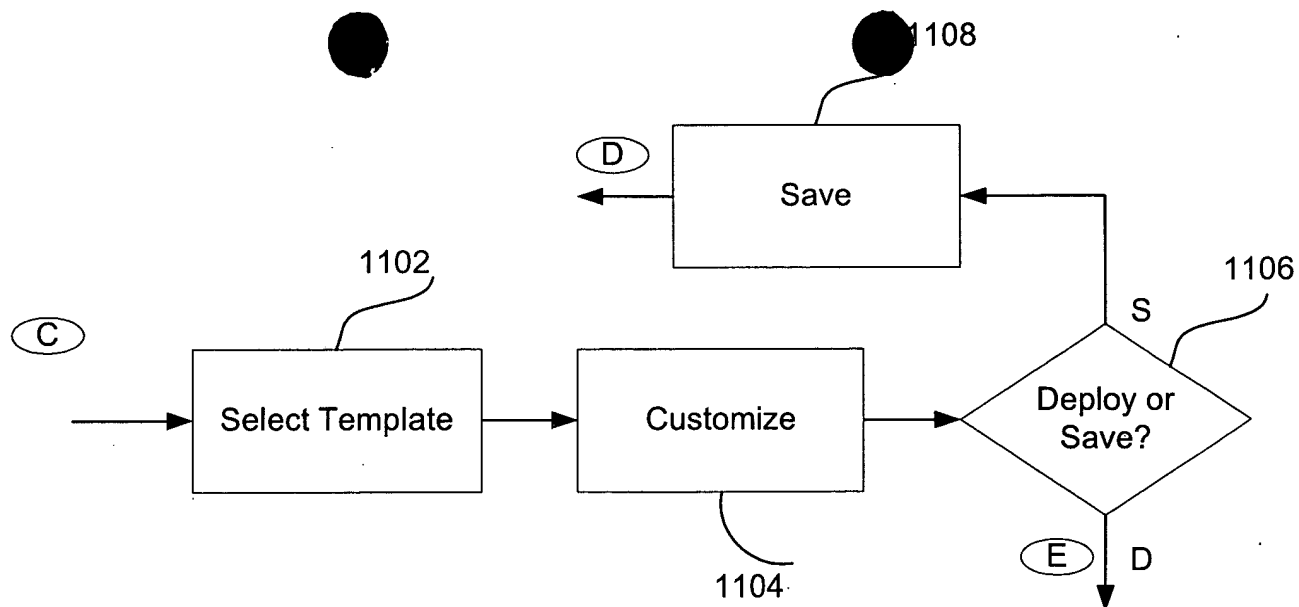 1108
D
Save
1102
1106
C
S
Select Template
Customize
Deploy or
Save?
E
D
1104